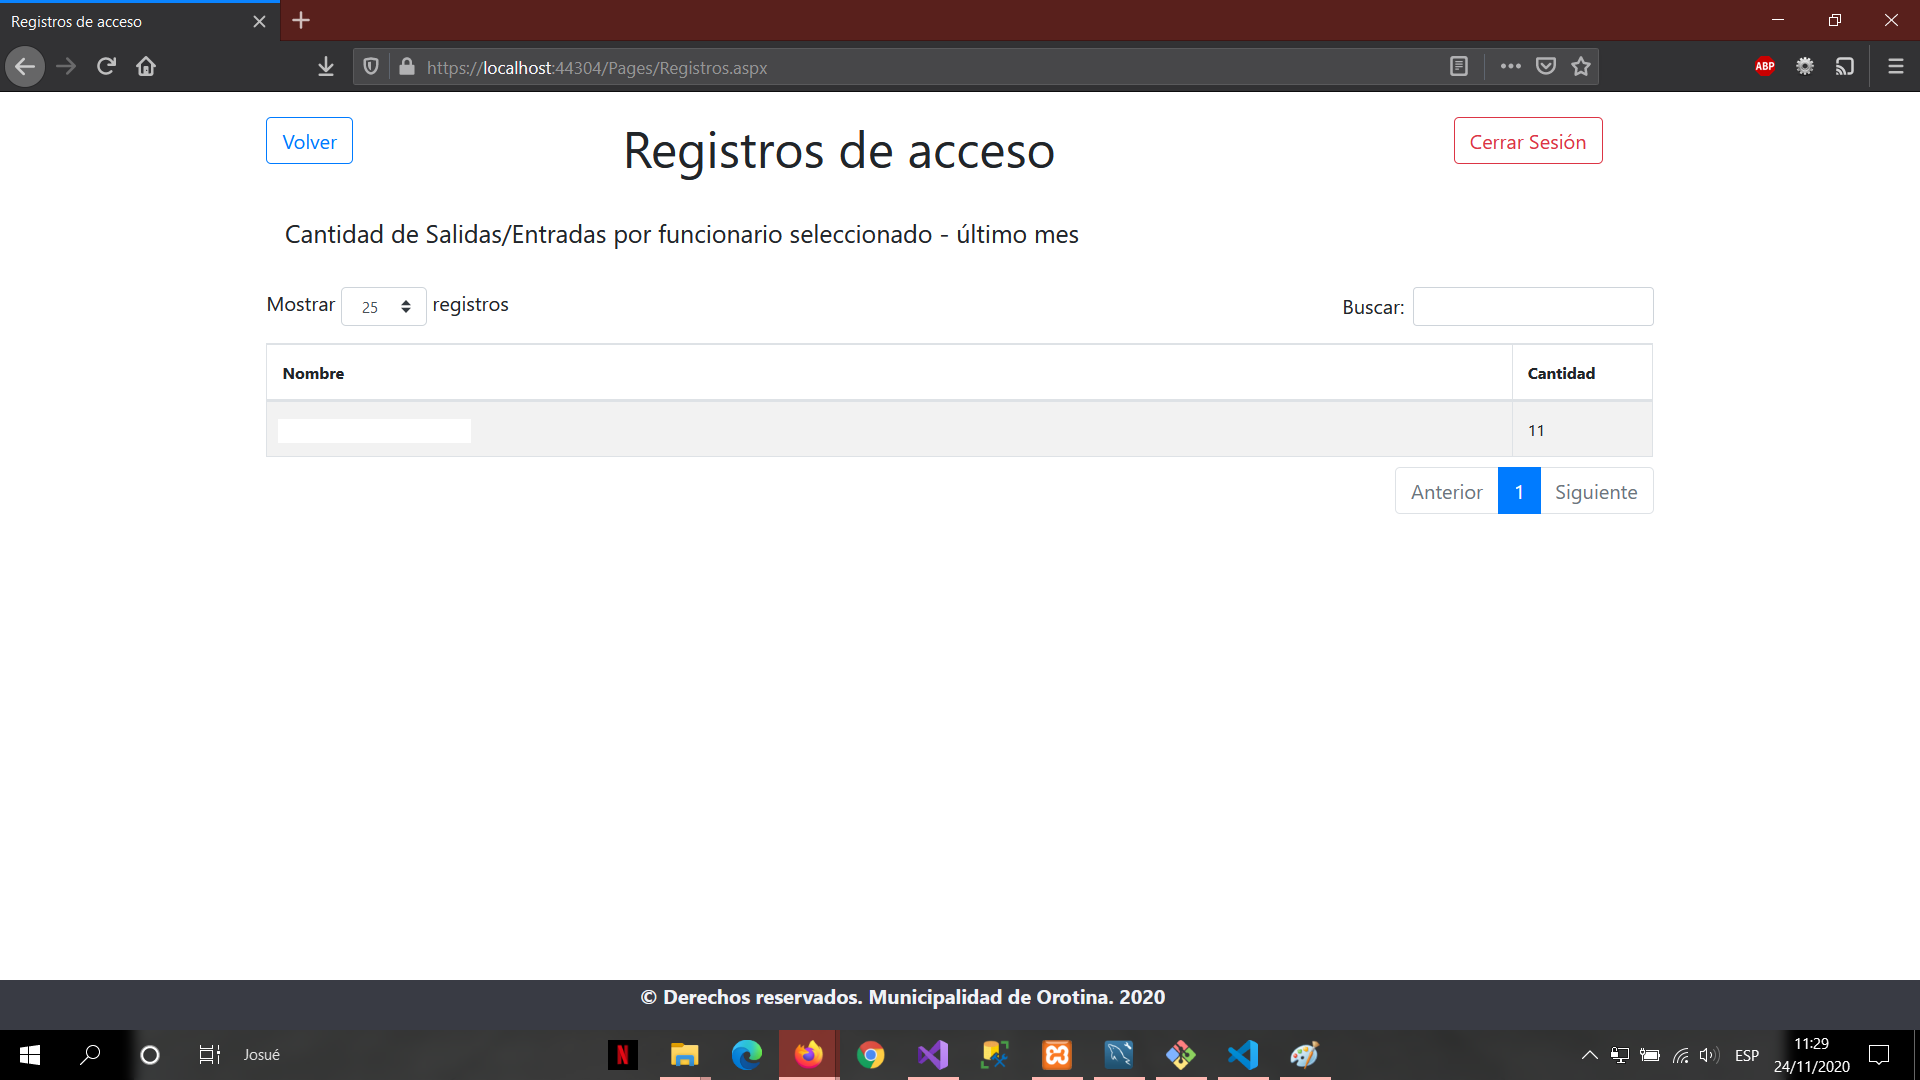 Registros de acceso
https://localhost:44304/Pages/Registros.aspx
ABP
Volver
Registros de acceso
Cerrar Sesión
Cantidad de Salidas/Entradas por funcionario seleccionado - último mes
Mostrar 25 registros
Buscar:
Nombre Cantidad
11
Anterior 1 Siguiente
© Derechos reservados. Municipalidad de Orotina. 2020
Josué
N
ESP
11:29
24/11/2020